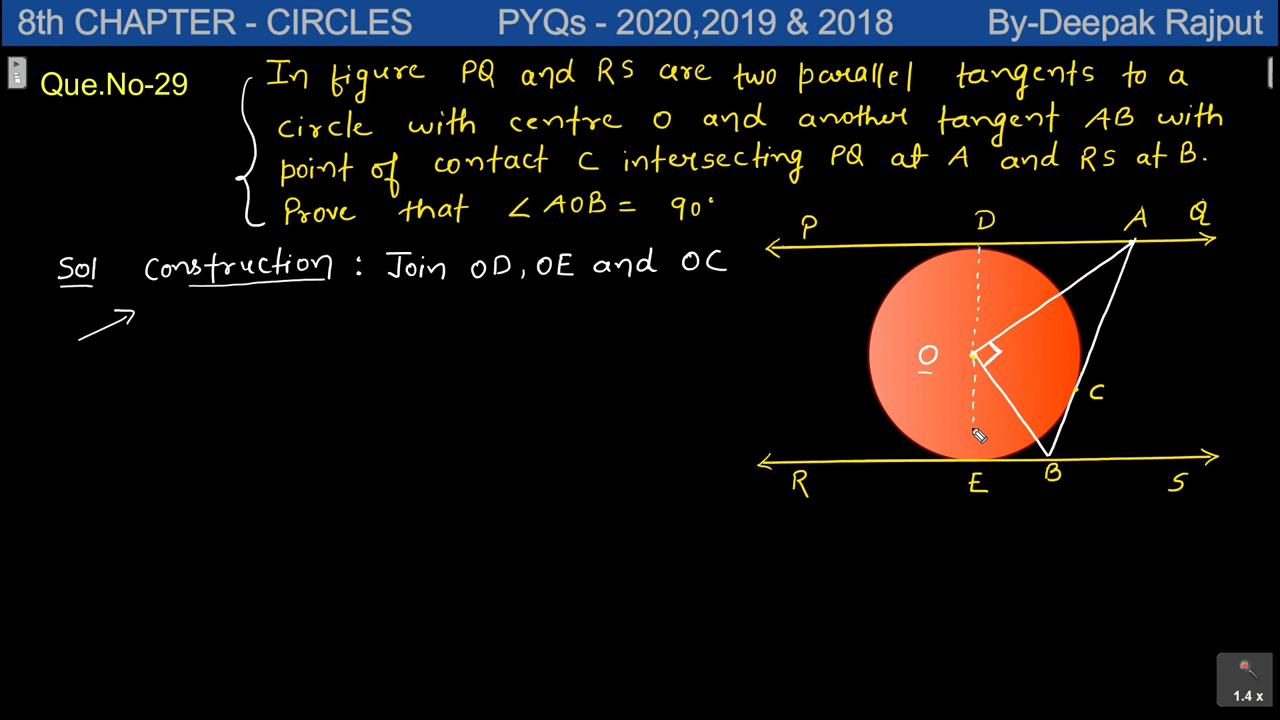 8th CHAPTER - CIRCLES PYQs - 2020,2019 & 2018 By-Deepak Rajput
Que.No-29
In figure PQ and RS are two parallel tangents to a
circle with centre O and another tangent AB with
point of contact C intersecting PQ at A and RS at B.
Prove that ∠AOB = 90°
Sol Construction : Join OD, OE and OC
P D A Q
O
C
R E B S
1.4 x